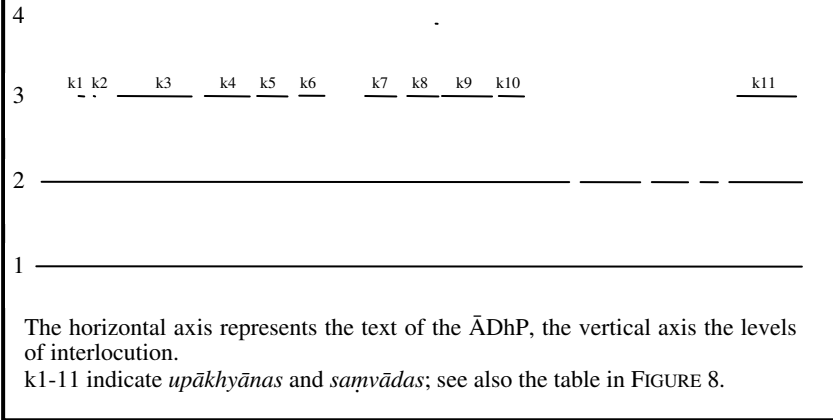 4
k1 k2 k3 k4 k5 k6 k7 k8 k9 k10 k11
3
2
1
The horizontal axis represents the text of the ĀDhP, the vertical axis the levels
of interlocution.
k1-11 indicate upākhyānas and saṃvādas; see also the table in FIGURE 8.